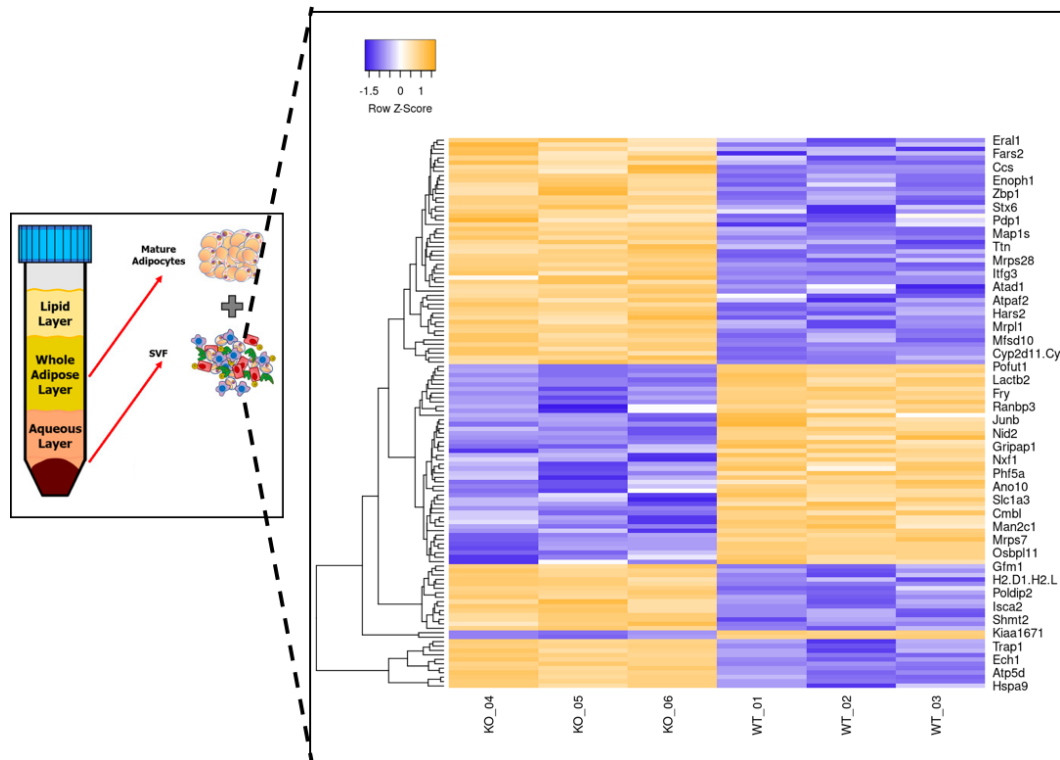 Lipid
Layer
Whole
Adipose
Layer
Aqueous
Layer
Mature
Adipocytes
SVF
-1.5 0 1
Row Z-Score
Eral1
Fars2
Ccs
Enoph1
Zbp1
Stx6
Pdp1
Map1s
Ttn
Mrps28
Itfg3
Atad1
Atpaf2
Hars2
Mrpl1
Mfsd10
Cyp2d11.Cy
Pofut1
Lactb2
Fry
Ranbp3
Junb
Nid2
Gripap1
Nxf1
Phf5a
Ano10
Slc1a3
Cmbl
Man2c1
Mrps7
Osbpl11
Gfm1
H2.D1.H2.L
Poldip2
Isca2
Shmt2
Kiaa1671
Trap1
Ech1
Atp5d
Hspa9
KO_04
KO_05
KO_06
WT_01
WT_02
WT_03